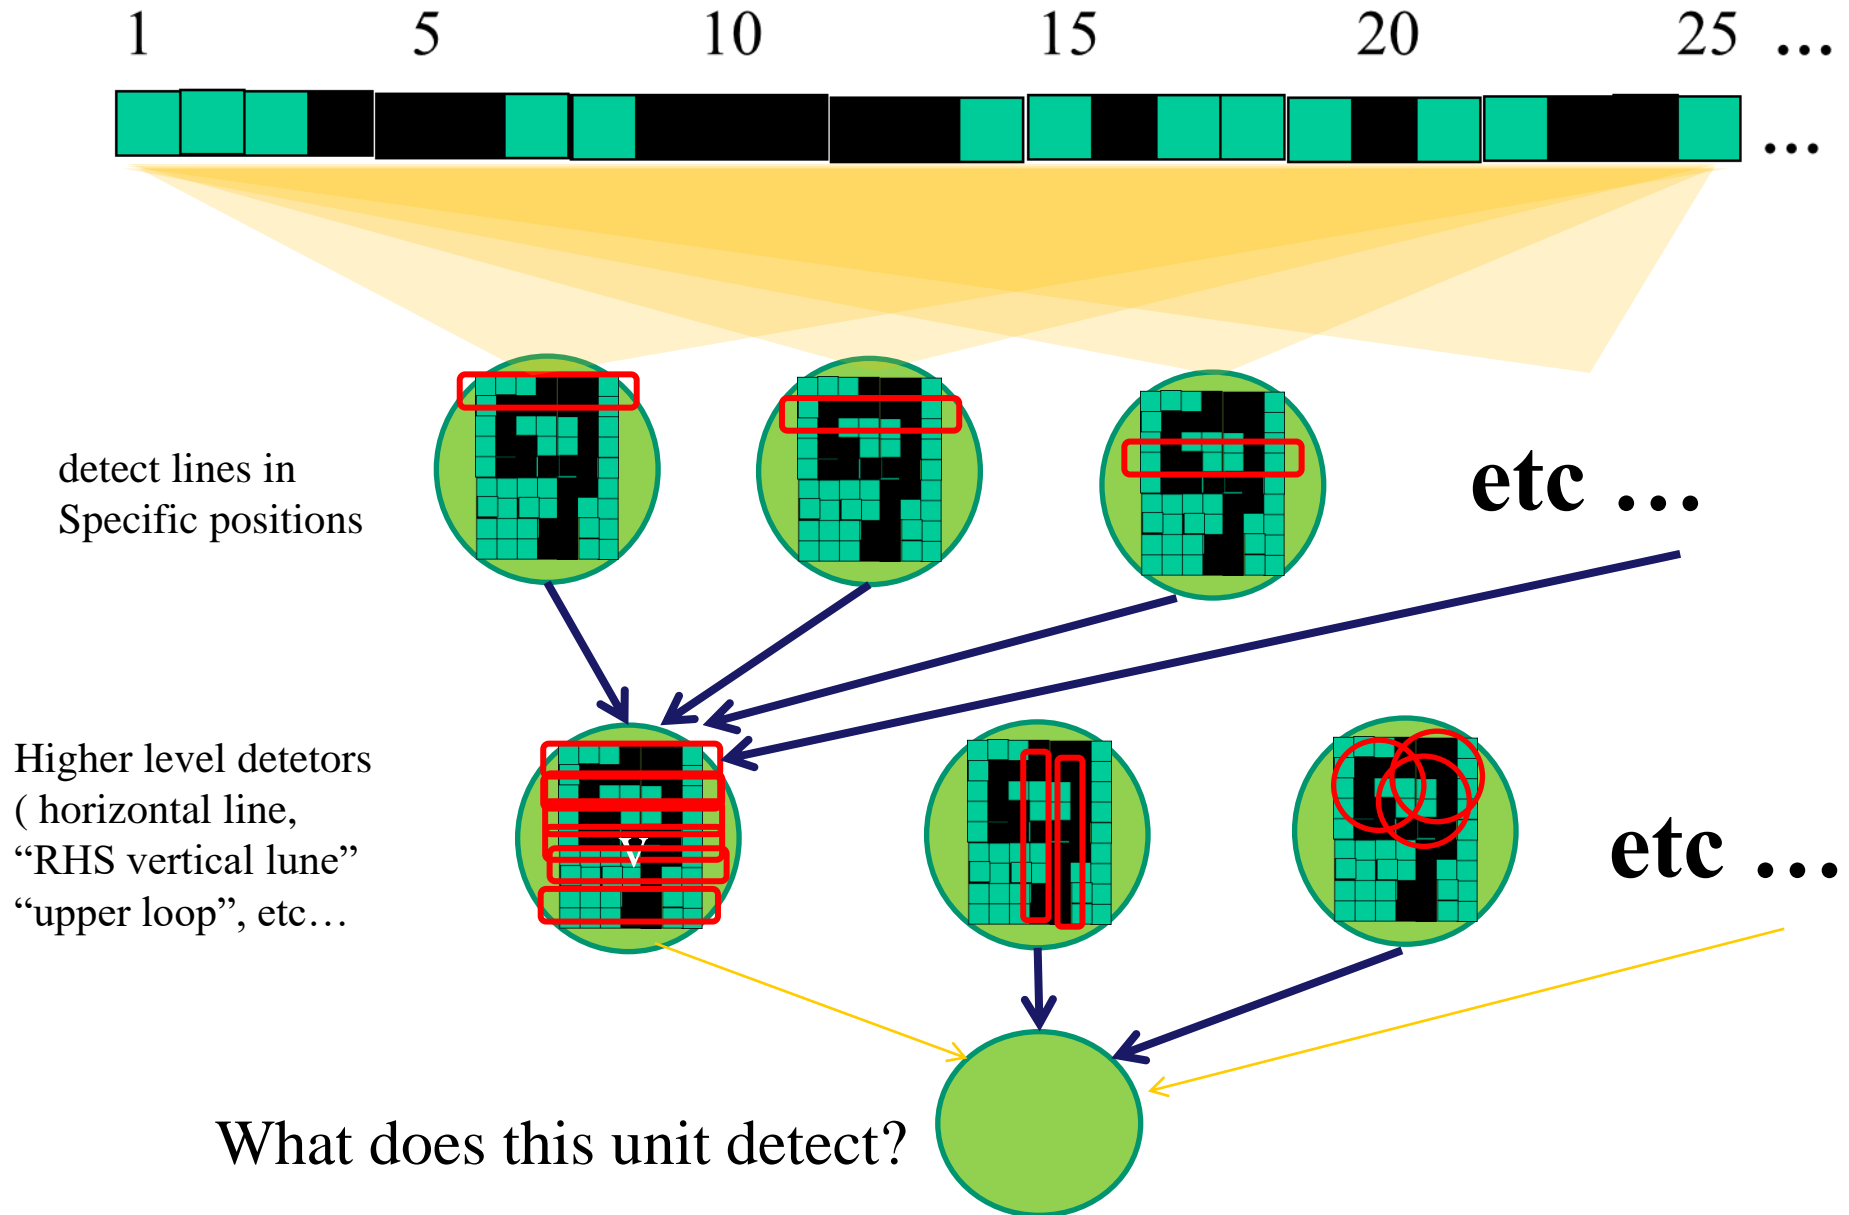 1 5 10 15 20 25 ...
...
detect lines in
Specific positions
etc …
Higher level detetors
( horizontal line,
“RHS vertical lune”
“upper loop”, etc…
v
etc …
What does this unit detect?